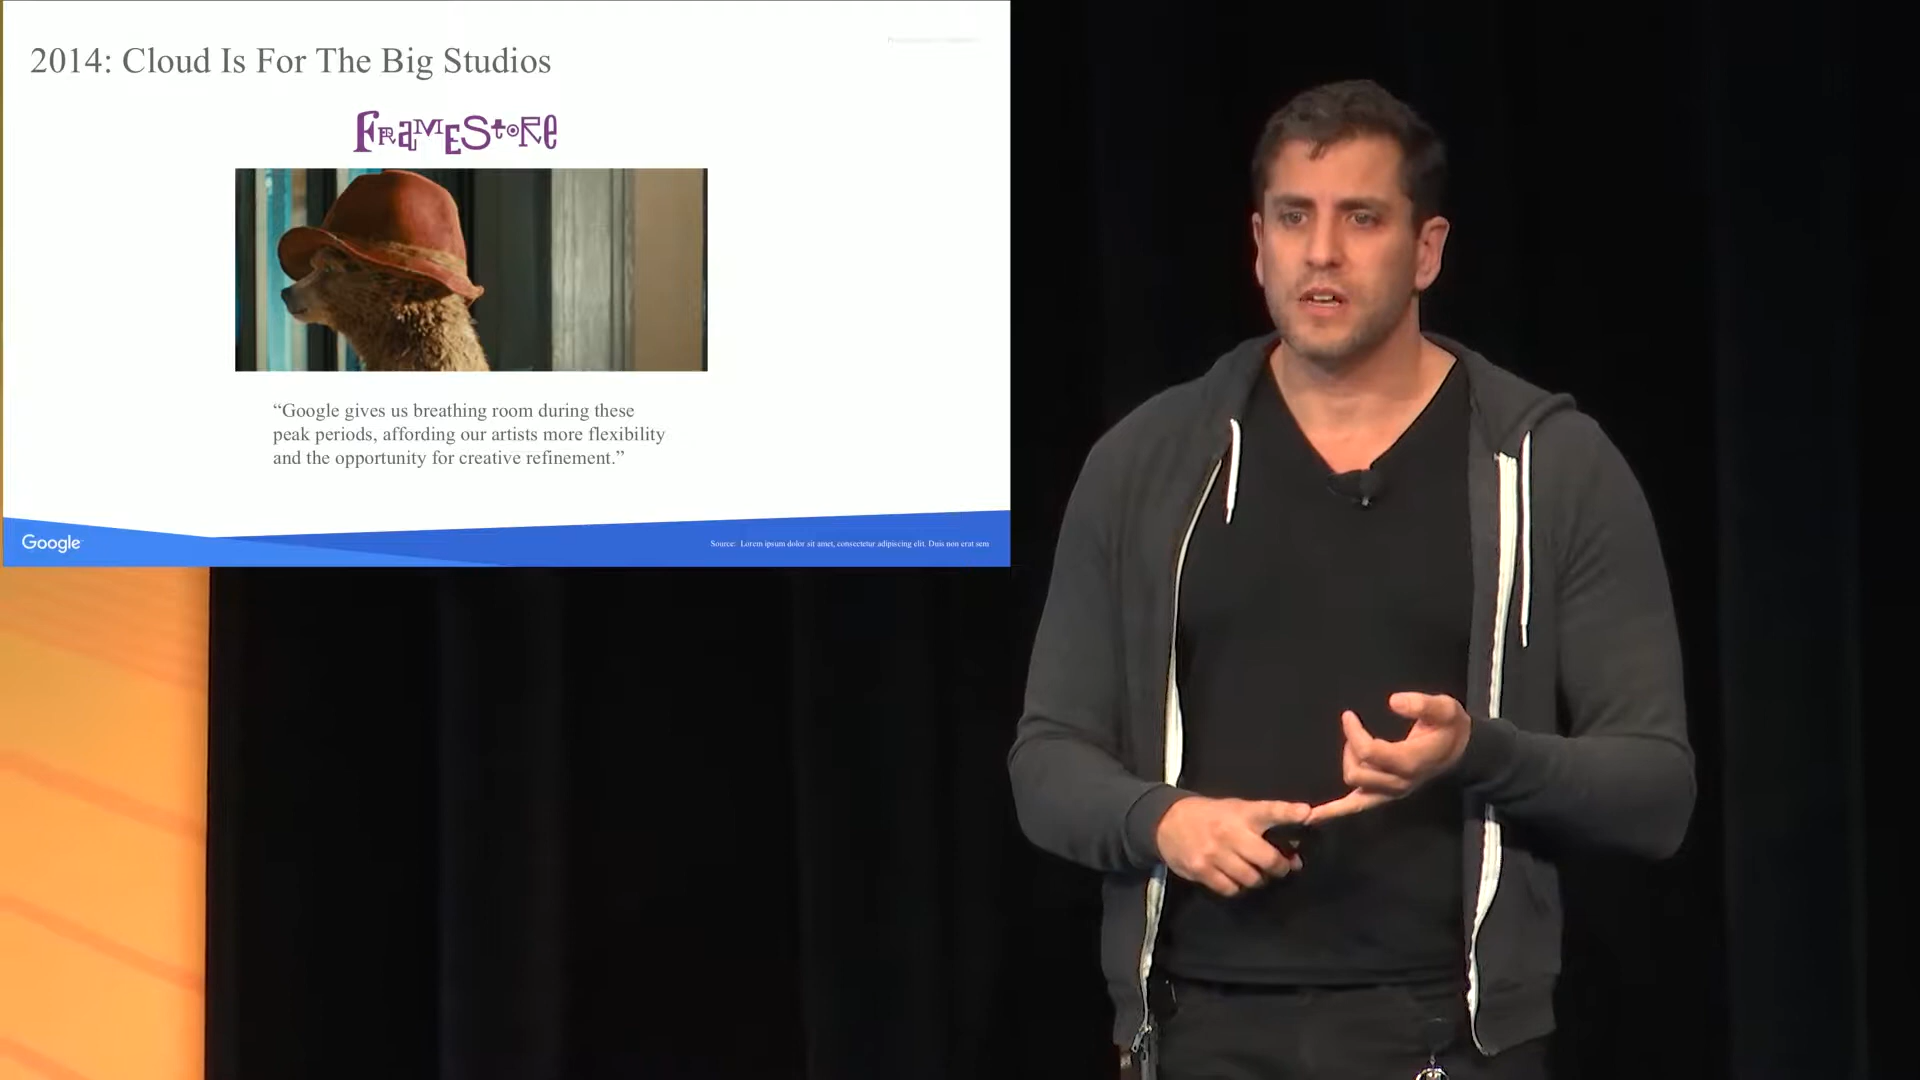 2014: Cloud Is For The Big Studios
FRAMESTORE
“Google gives us breathing room during these
peak periods, affording our artists more flexibility
and the opportunity for creative refinement.”
Google
Source: Lorem ipsum dolor sit amet, consectetur adipiscing elit. Duis non erat sem